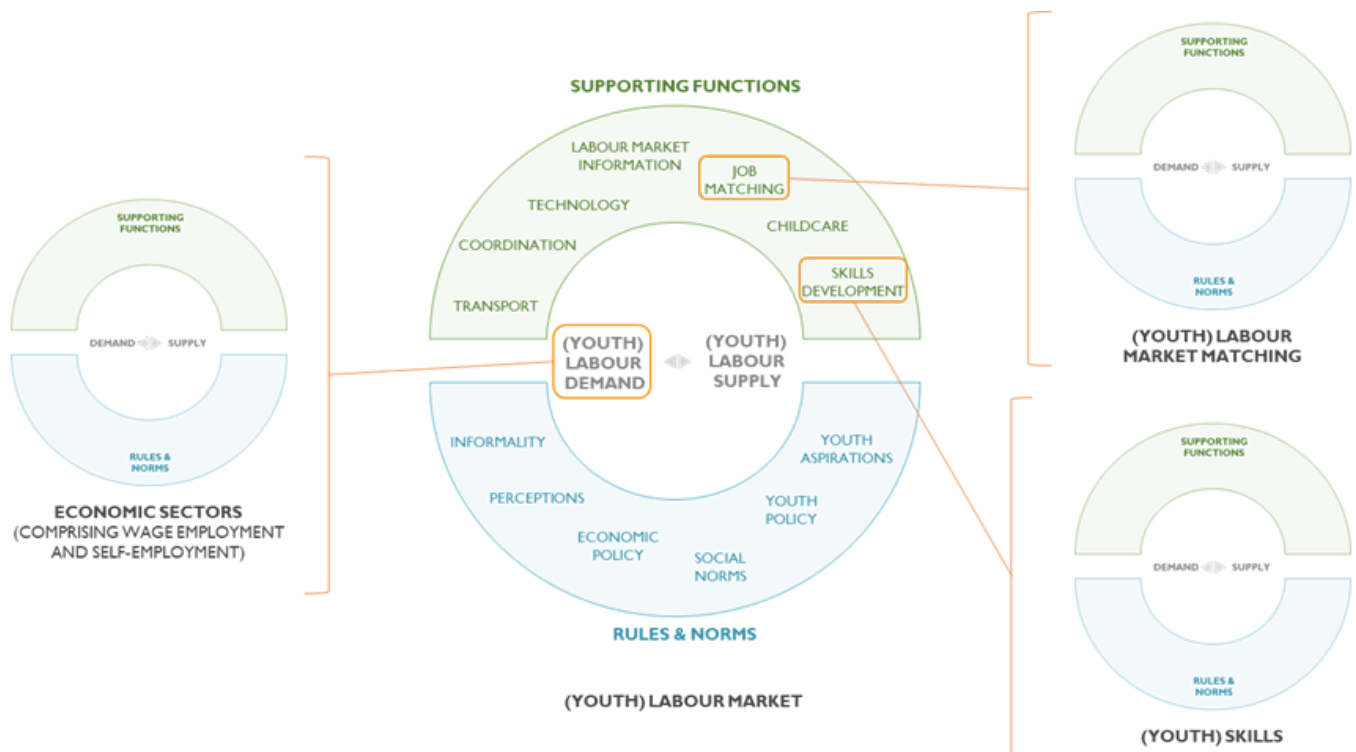 SUPPORTING
FUNCTIONS
DEMAND SUPPLY
RULES &
NORMS
ECONOMIC SECTORS
(COMPRISING WAGE EMPLOYMENT
AND SELF-EMPLOYMENT)
SUPPORTING FUNCTIONS
LABOUR MARKET
INFORMATION
JOB
MATCHING
TECHNOLOGY
CHILDCARE
COORDINATION
SKILLS
DEVELOPMENT
TRANSPORT
(YOUTH)
LABOUR
DEMAND
(YOUTH)
LABOUR
SUPPLY
INFORMALITY
YOUTH
ASPIRATIONS
PERCEPTIONS
YOUTH
POLICY
ECONOMIC
POLICY
SOCIAL
NORMS
RULES & NORMS
(YOUTH) LABOUR MARKET
SUPPORTING
FUNCTIONS
DEMAND SUPPLY
RULES &
NORMS
(YOUTH) LABOUR
MARKET MATCHING
SUPPORTING
FUNCTIONS
DEMAND SUPPLY
RULES &
NORMS
(YOUTH) SKILLS